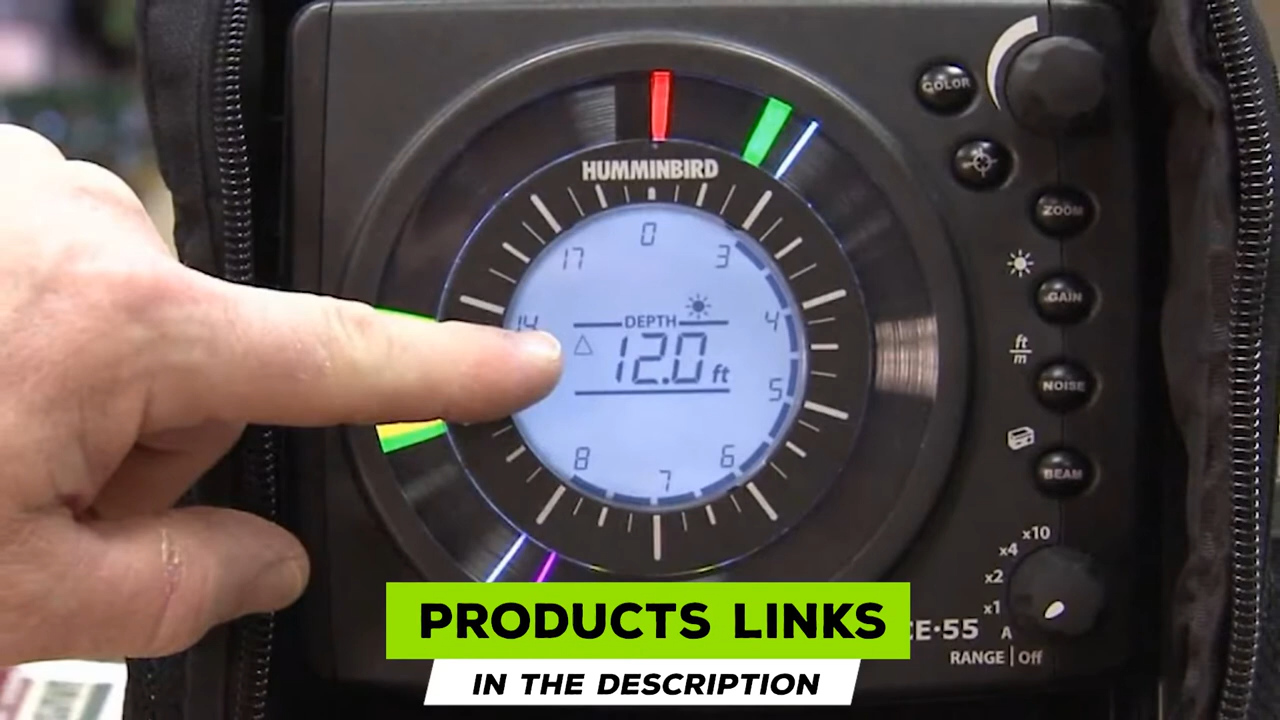 COLOR
HUMMINBIRD
ZOOM
0
17
3
GAIN
14
DEPTH
4
12.0 ft
ft
m
5
NOISE
8
7
6
BEAM
x10
x4
x2
x1
A
CE·55
RANGE | Off
PRODUCTS LINKS
IN THE DESCRIPTION